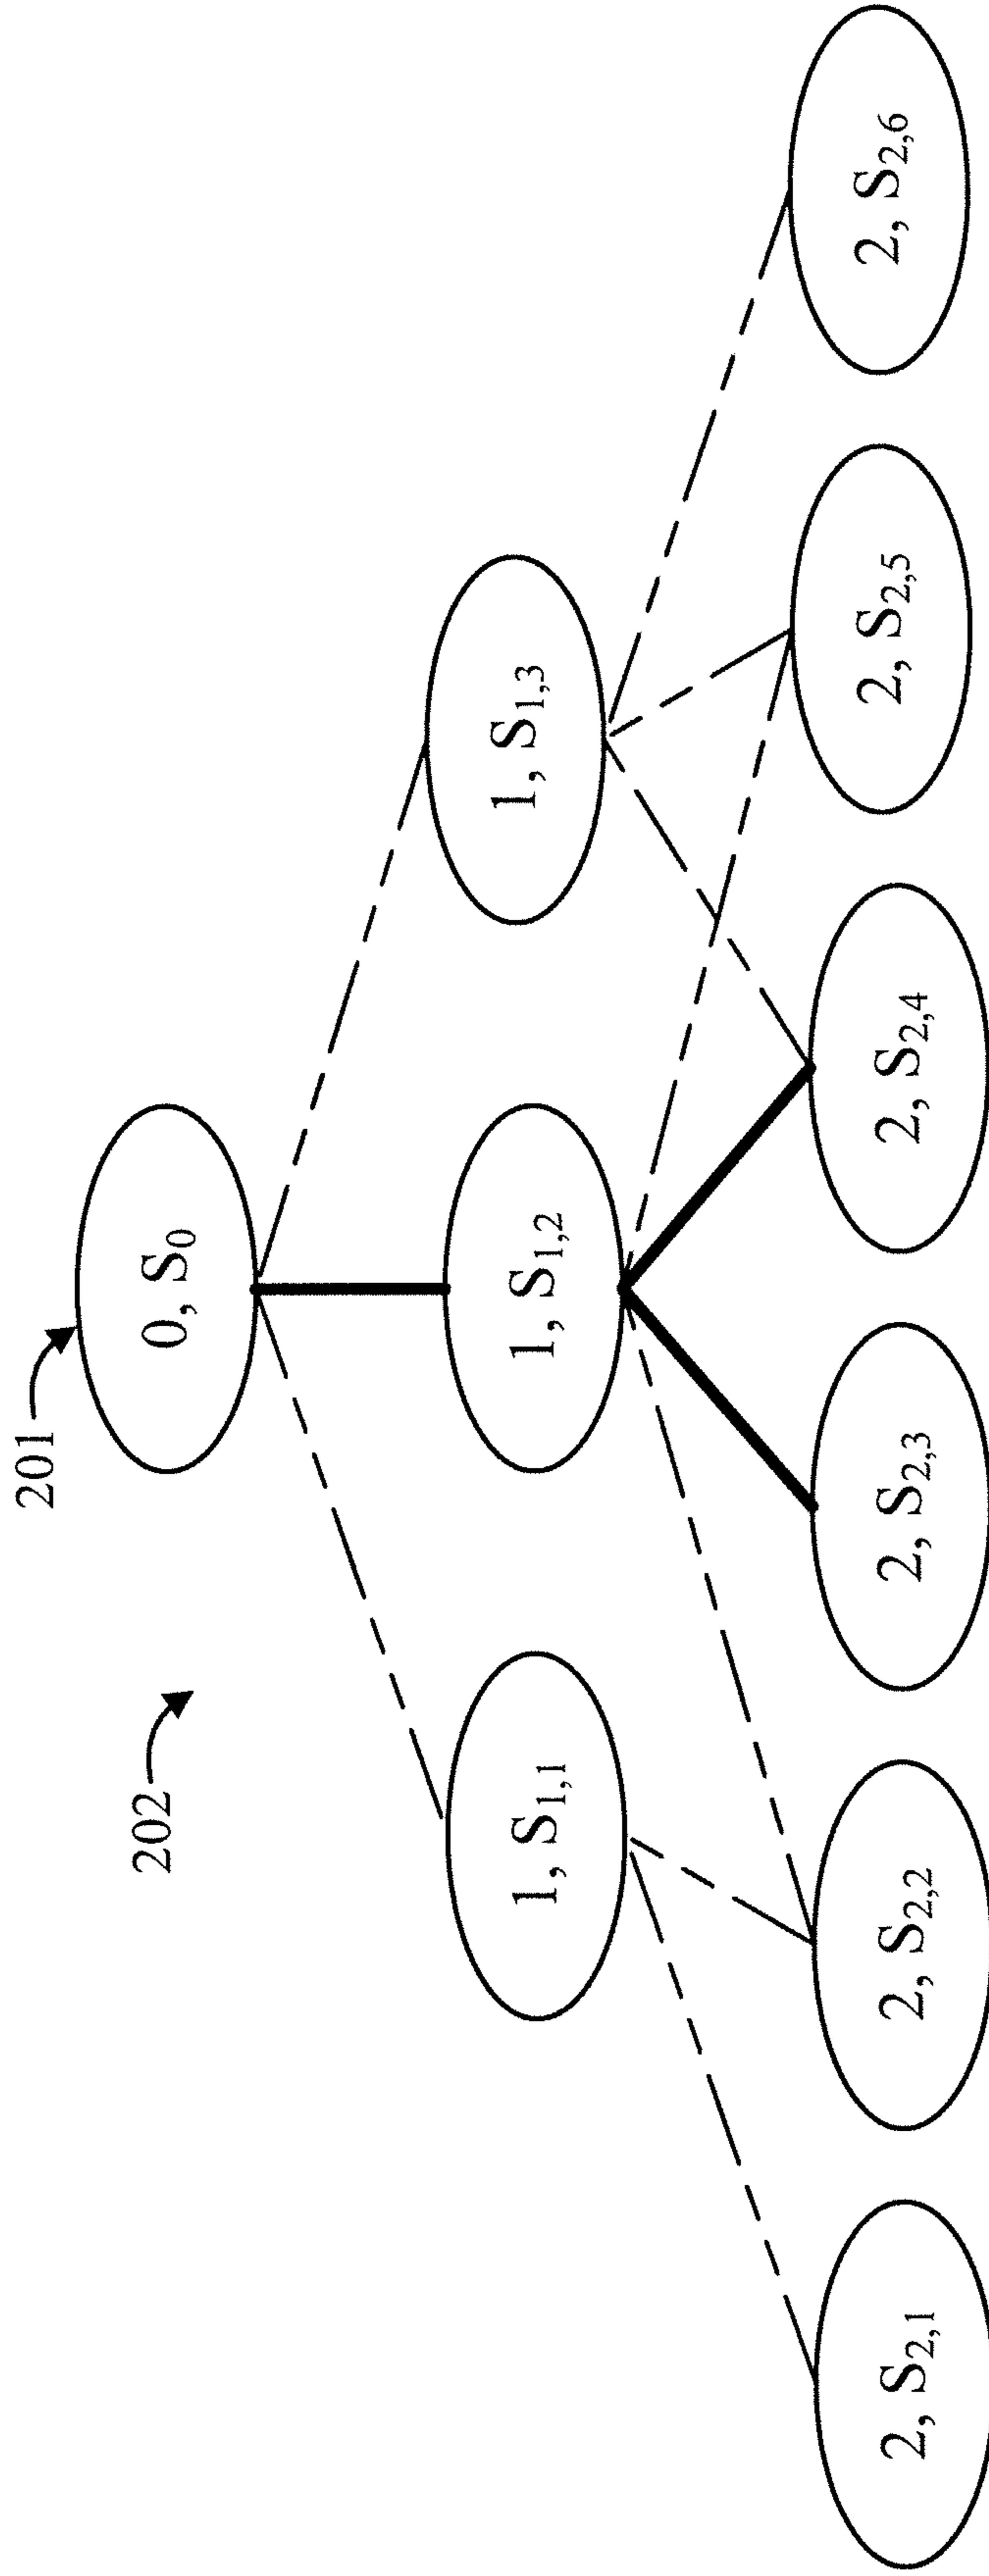 201
202
0, S₀
1, S₁,₁
1, S₁,₂
1, S₁,₃
2, S₂,₁
2, S₂,₂
2, S₂,₃
2, S₂,₄
2, S₂,₅
2, S₂,₆